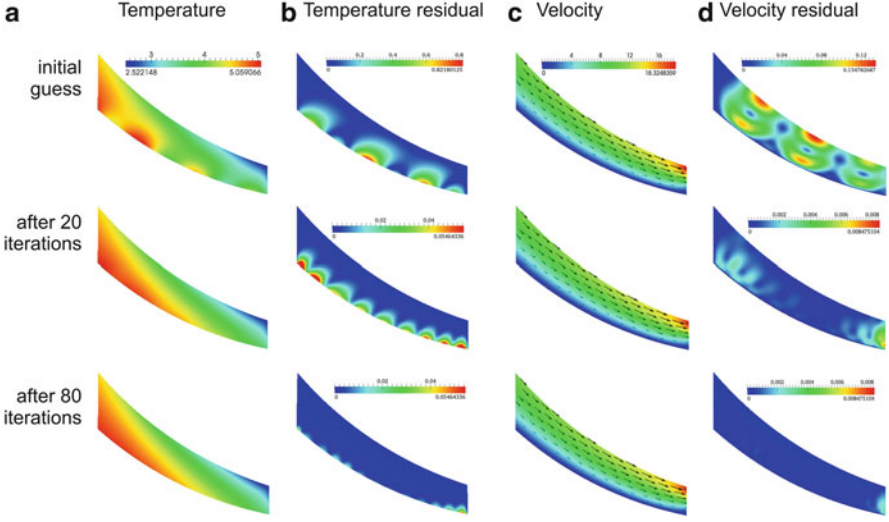 a Temperature b Temperature residual c Velocity d Velocity residual
initial guess
3 4 5
2.522148 5.059066
0.2 0.4 0.6 0.8
0 0.82180125
4 8 12 16
0 18.3248359
0.04 0.08 0.12
0
after 20 iterations
0.02 0.04
0 0.05464336
0.002 0.004 0.006 0.008
0 0.008475104
after 80 iterations
0.02 0.04
0 0.05464336
0.002 0.004 0.006 0.008
0 0.008475104